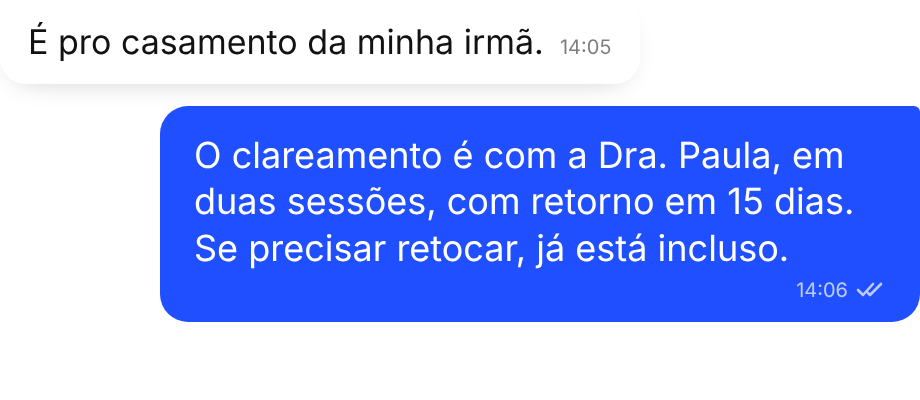 É pro casamento da minha irmã. 14:05
O clareamento é com a Dra. Paula, em
duas sessões, com retorno em 15 dias.
Se precisar retocar, já está incluso.
14:06